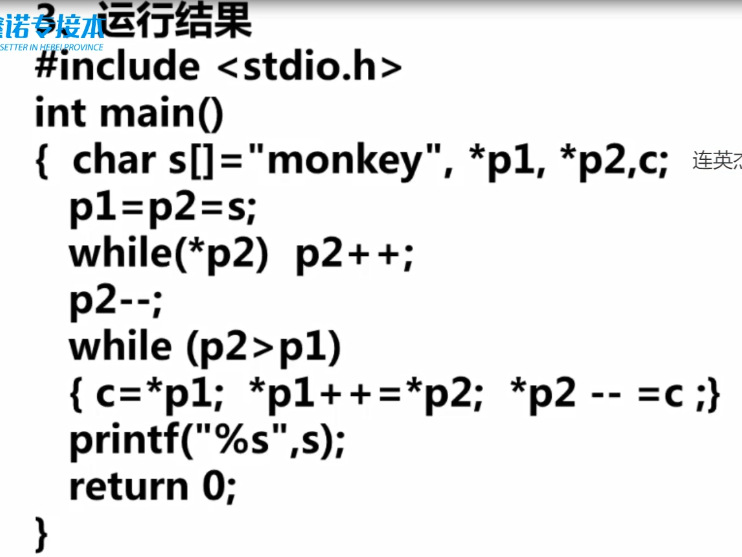 3、运行结果
诺专接本
SETTER IN HEBEI PROVINCE
#include <stdio.h>
int main()
{ char s[]="monkey", *p1, *p2,c;
连英杰
p1=p2=s;
while(*p2) p2++;
p2--;
while (p2>p1)
{ c=*p1; *p1++=*p2; *p2 -- =c ;}
printf("%s",s);
return 0;
}